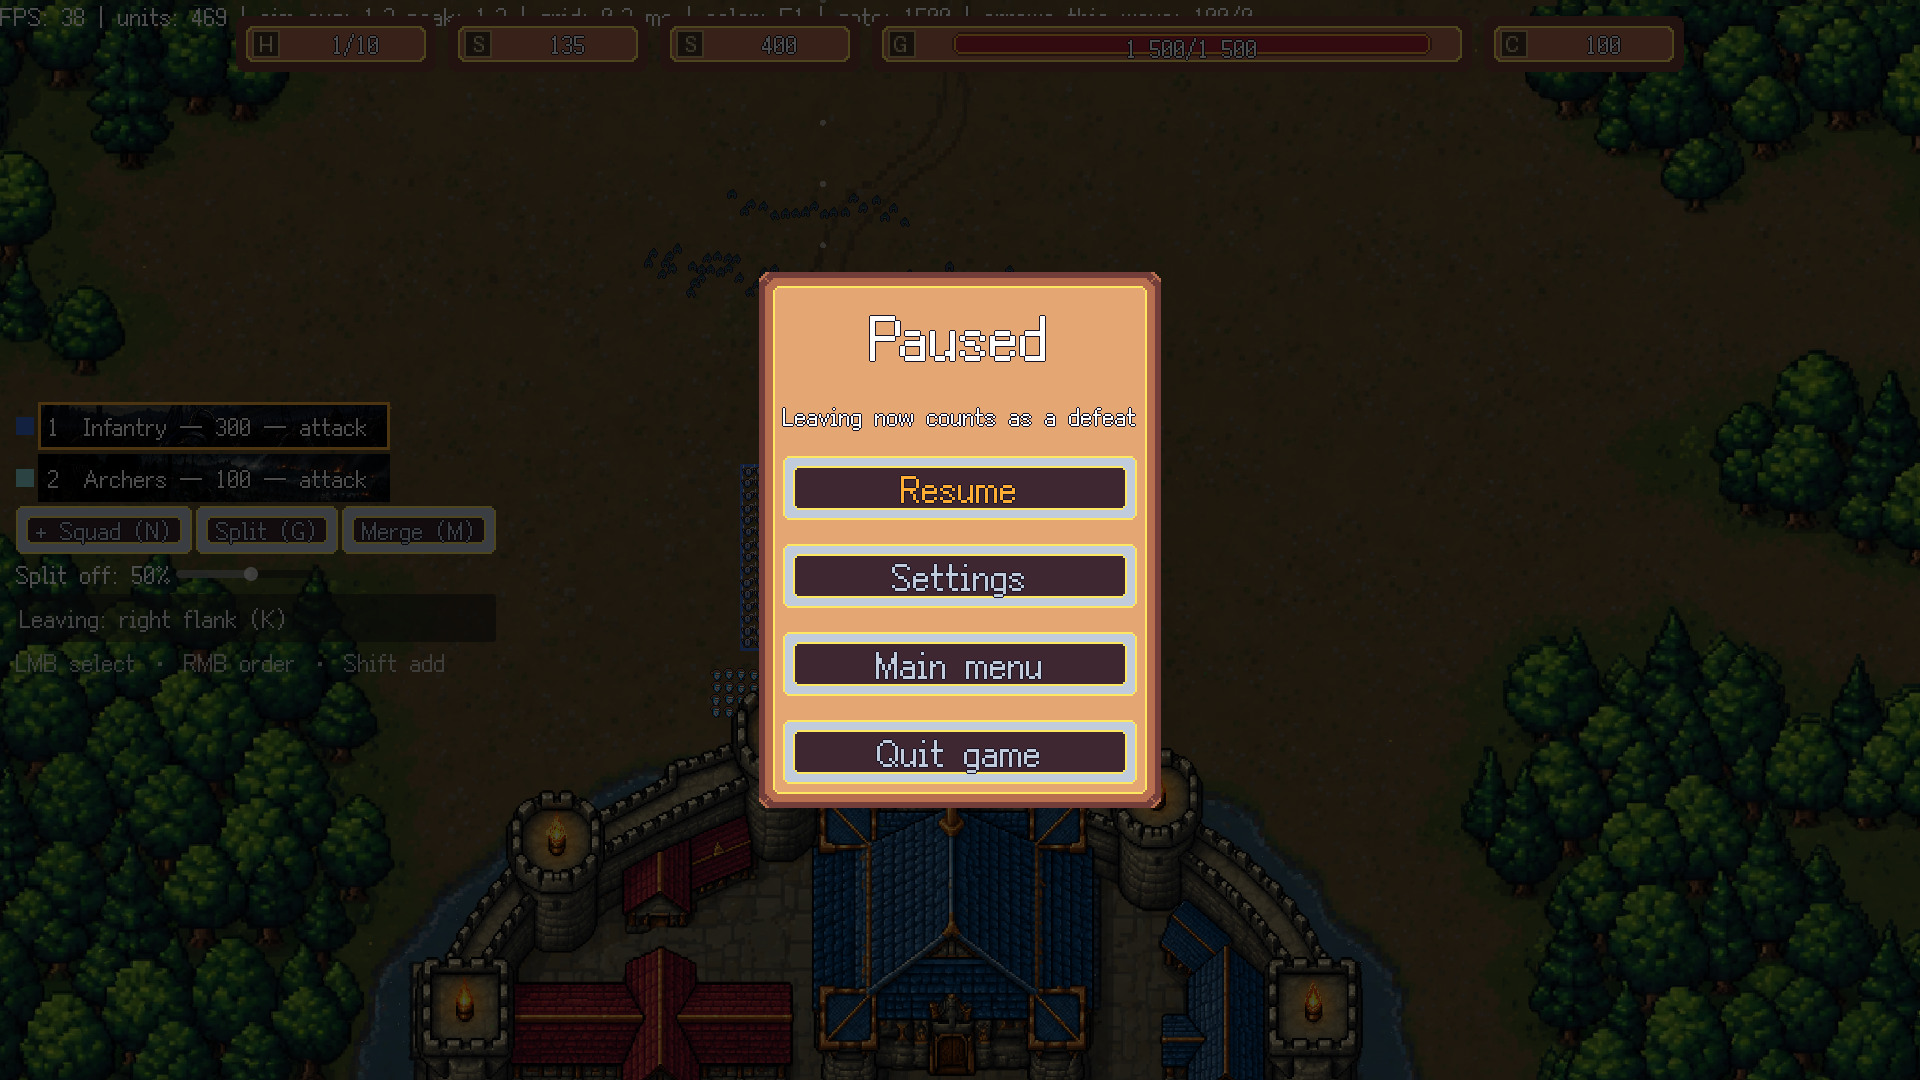 FPS: 38 | units: 469 |
H 1/10 S 135 S 400 G 1 500/1 500 C 100
Paused
Leaving now counts as a defeat
Resume
Settings
Main menu
Quit game
1 Infantry — 300 — attack
2 Archers — 100 — attack
+ Squad (N) Split (G) Merge (M)
Split off: 50%
Leaving: right flank (K)
LMB select · RMB order · Shift add